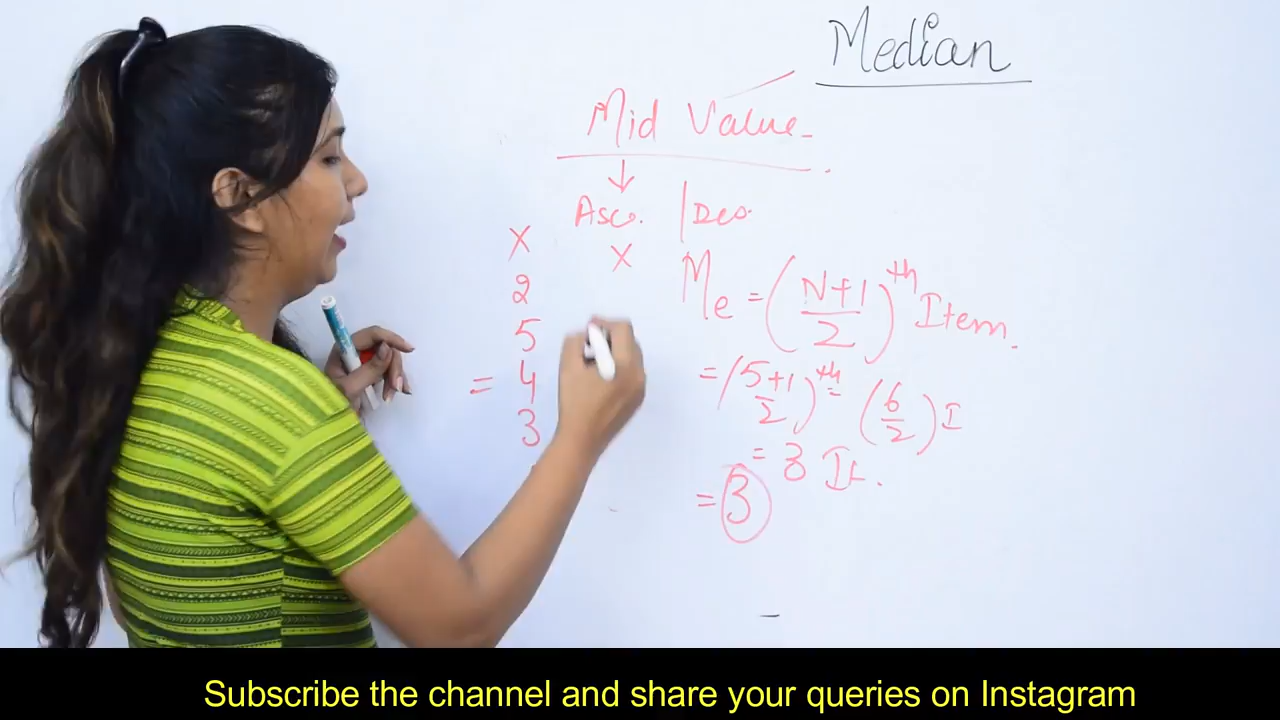 Median
Mid Value
Asc. | Des.
X
2
5
= 4
3
X
Me = (N+1/2)th Item.
= (5+1/2)th = (6/2) I
= 3 It.
= 3
Subscribe the channel and share your queries on Instagram